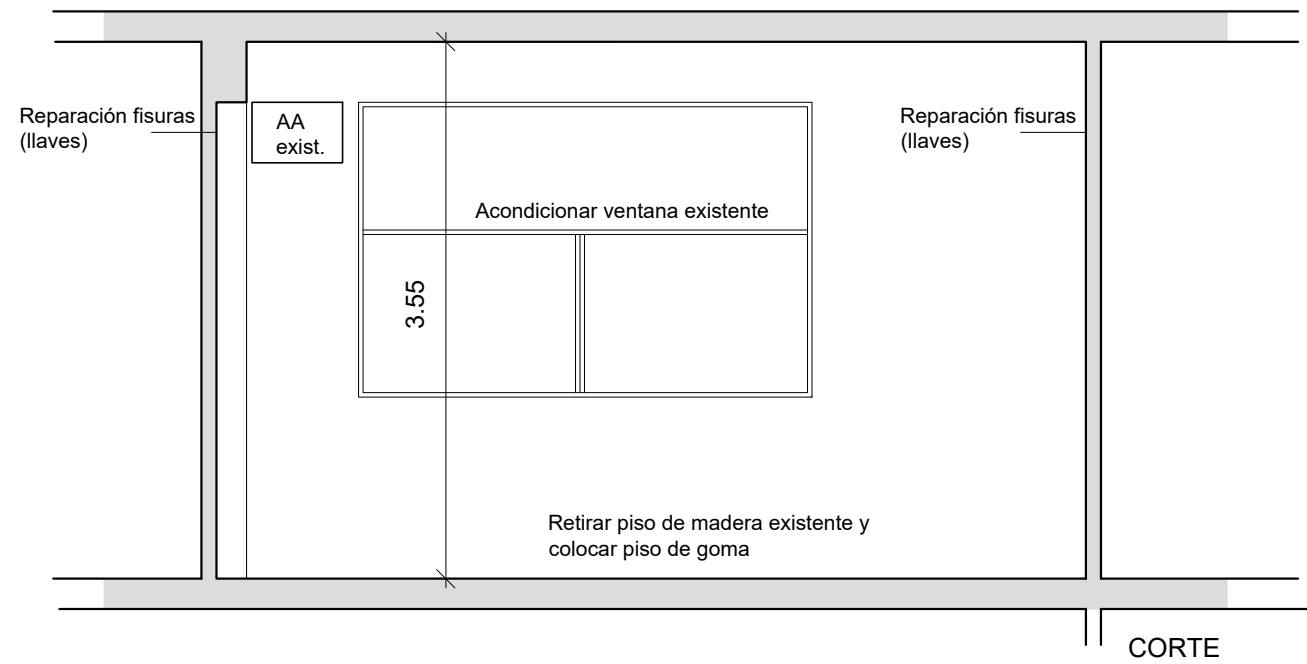 Reparación fisuras
(llaves)
AA
exist.
Reparación fisuras
(llaves)
Acondicionar ventana existente
3.55
Retirar piso de madera existente y
colocar piso de goma
CORTE